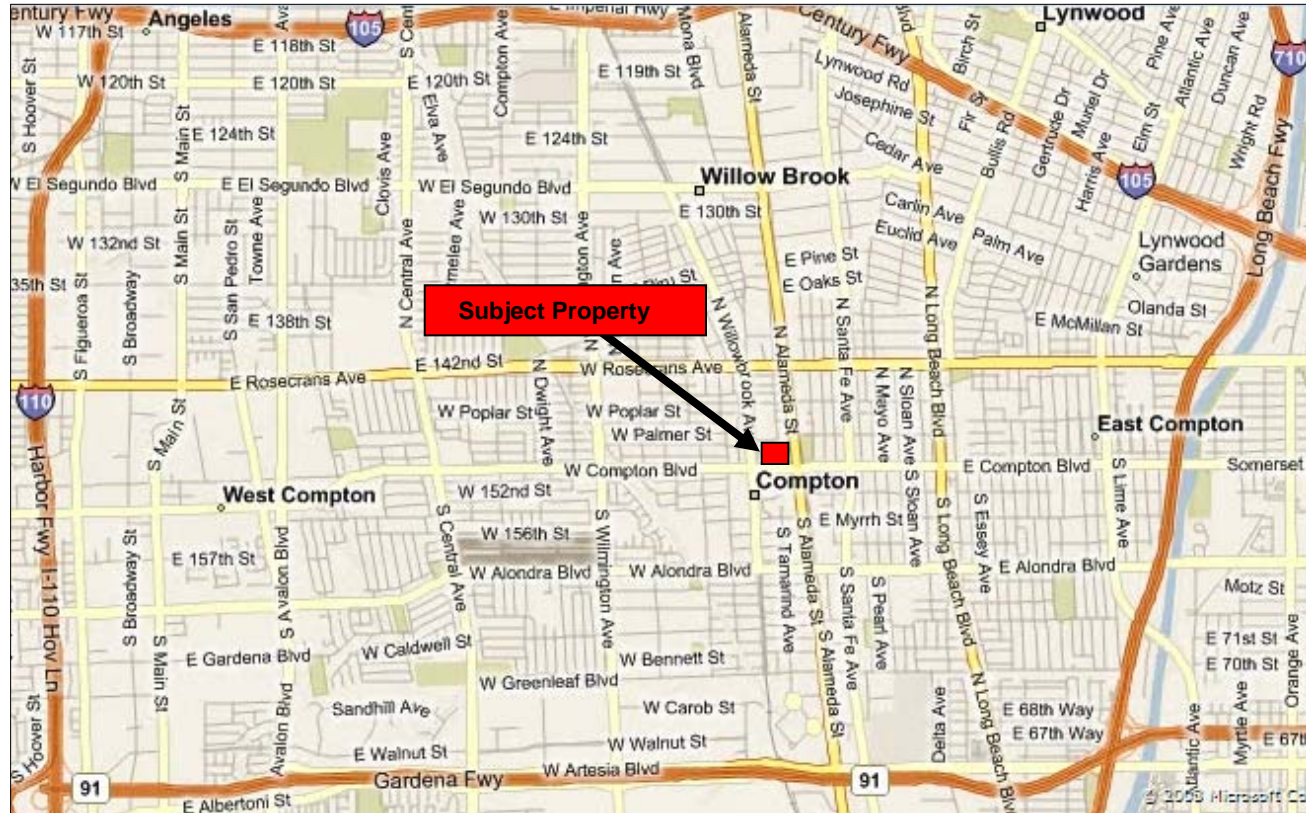 Century Fwy
W 117th St
Angeles
105
E Imperial Hwy
Mona Blvd
Alameda St
Century Fwy
Blvd
Birch St
Lynwood
Pine Ave
Atlantic Ave
Duncan Ave
710
E 118th St
S Hoover St
W 120th St
E 120th St
E 120th St
E 119th St
Compton Ave
Lynwood Rd
Josephine St
Fir St
Bullis Rd
Gertrude Dr
Muriel Dr
Harris Ave
Elm St
Wright Rd
S Main St
E 124th St
Clovis Ave
Elva Ave
E 124th St
Cedar Ave
105
Long Beach Fwy
W El Segundo Blvd
E El Segundo Blvd
W El Segundo Blvd
Willow Brook
W 130th St
E 130th St
Carlin Ave
Euclid Ave
Palm Ave
W 132nd St
S Main St
S San Pedro St
Towne Ave
Lynwood
Gardens
E Pine St
E Oaks St
35th St
S Figueroa St
S Broadway
E 138th St
N Central Ave
Subject Property
N Willowbrook Ave
N Alameda St
N Santa Fe Ave
N Long Beach Blvd
E McMillan St
Olanda St
E 142nd St
W Rosecrans Ave
E Rosecrans Ave
110
N Dwight Ave
N Mayo Ave
N Sloan Ave
W Poplar St
W Poplar St
W Palmer St
S Main St
East Compton
W Compton Blvd
E Compton Blvd
Somerset
Compton
West Compton
W 152nd St
Harbor Fwy
I-110 Hov Ln
S Broadway St
E 157th St
S Avalon Blvd
S Central Ave
W 156th St
S Wilmington Ave
E Myrrh St
S Sloan Ave
S Long Beach Blvd
S Essey Ave
S Lime Ave
W Alondra Blvd
W Alondra Blvd
E Alondra Blvd
S Tamarind Ave
S Alameda St
S Santa Fe Ave
S Pearl Ave
Motz St
E 71st St
E 70th St
Orange Ave
S Main St
E Gardena Blvd
W Caldwell St
W Bennett St
W Greenleaf Blvd
S Alameda St
N Long Beach Blvd
Avalon Blvd
Sandhill Ave
W Carob St
Delta Ave
E 68th Way
E 67th Way
Atlantic Ave
Myrtle Ave
E 67th
S Hoover St
E Walnut St
W Walnut St
91
Gardena Fwy
W Artesia Blvd
91
E Albertoni St